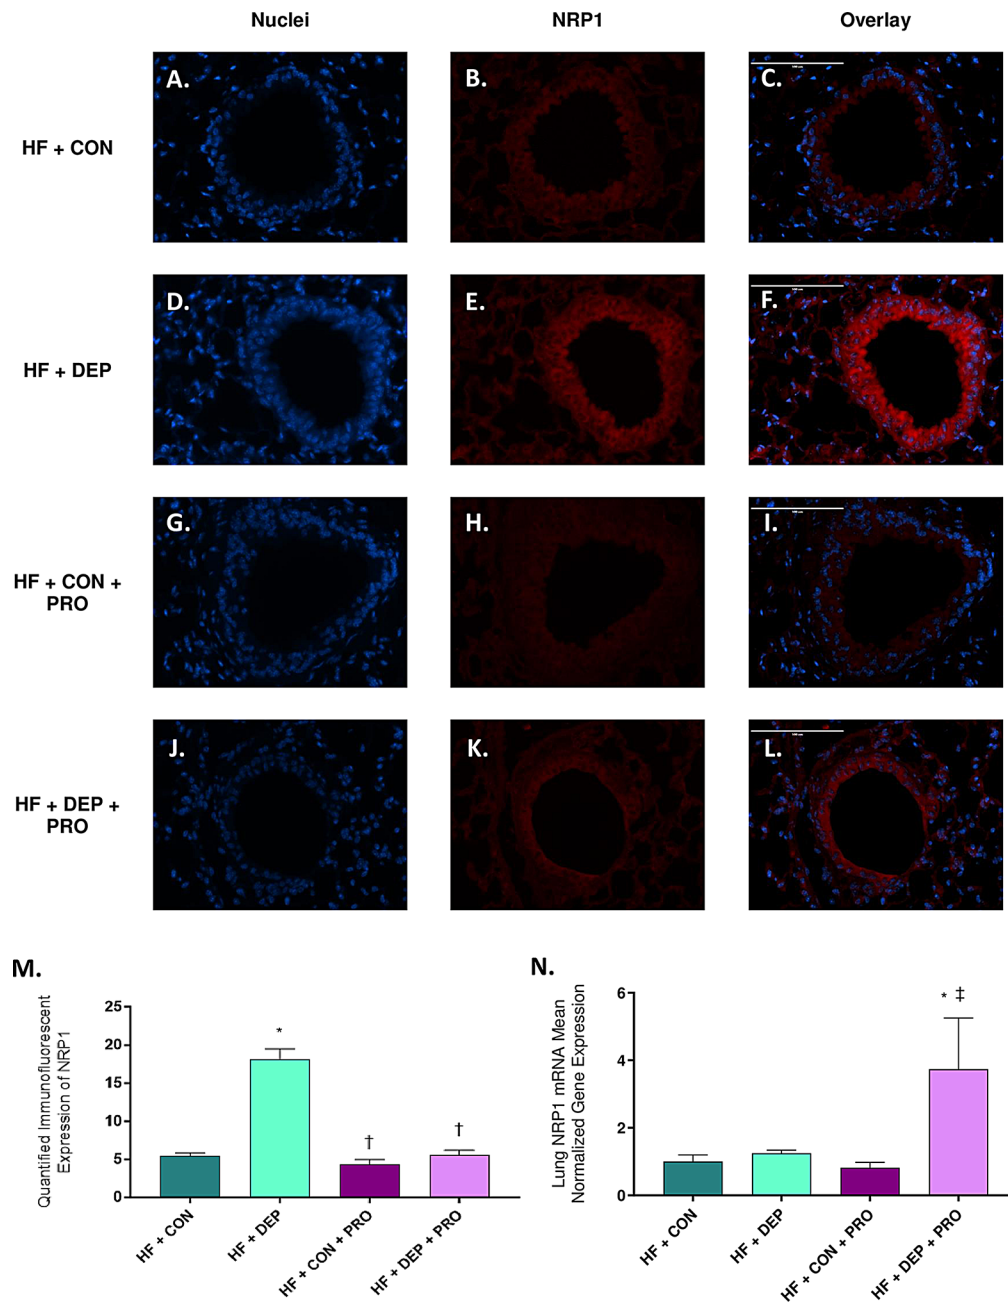 Nuclei NRP1 Overlay
HF + CON
A. B. C.
HF + DEP
D. E. F.
HF + CON +
PRO
G. H. I.
HF + DEP +
PRO
J. K. L.
M.
Quantified Immunofluorescent
Expression of NRP1
25
20
15
10
5
0
*
†
†
HF + CON
HF + DEP
HF + CON + PRO
HF + DEP + PRO
N.
Lung NRP1 mRNA Mean
Normalized Gene Expression
6
4
2
0
* ‡
HF + CON
HF + DEP
HF + CON + PRO
HF + DEP + PRO